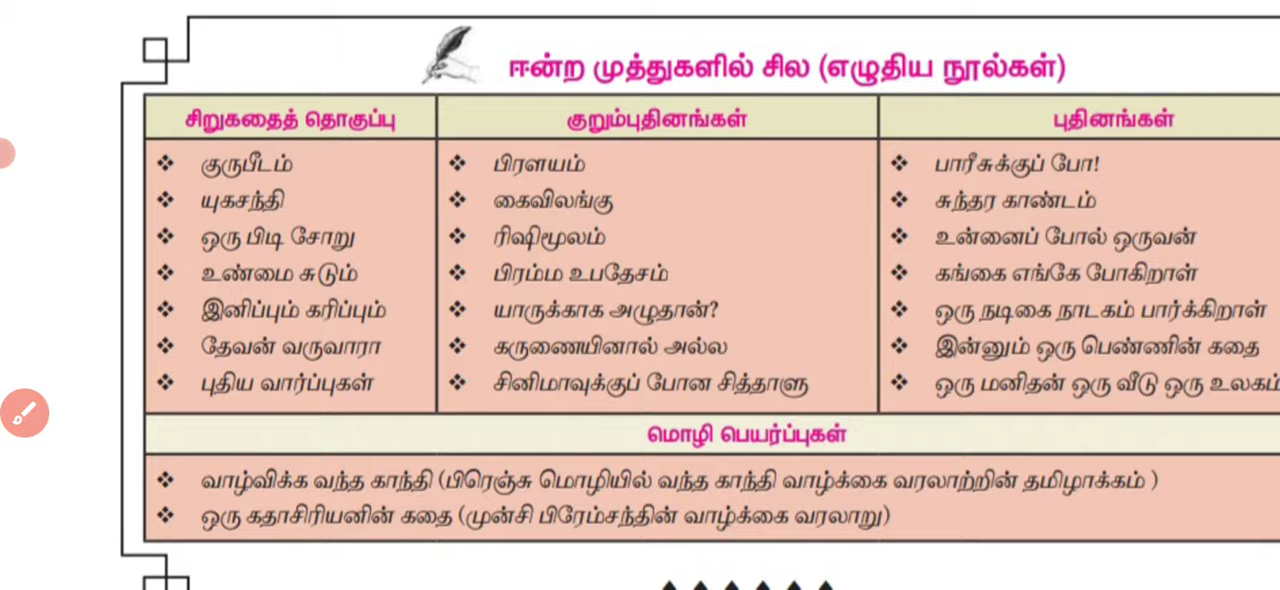 ஈன்ற முத்துகளில் சில (எழுதிய நூல்கள்)
சிறுகதைத் தொகுப்பு
குறும்புதினங்கள்
புதினங்கள்
❖ குருபீடம்
❖ யுகசந்தி
❖ ஒரு பிடி சோறு
❖ உண்மை சுடும்
❖ இனிப்பும் கரிப்பும்
❖ தேவன் வருவாரா
❖ புதிய வார்ப்புகள்
❖ பிரளயம்
❖ கைவிலங்கு
❖ ரிஷிமூலம்
❖ பிரம்ம உபதேசம்
❖ யாருக்காக அழுதான்?
❖ கருணையினால் அல்ல
❖ சினிமாவுக்குப் போன சித்தாளு
❖ பாரீசுக்குப் போ!
❖ சுந்தர காண்டம்
❖ உன்னைப் போல் ஒருவன்
❖ கங்கை எங்கே போகிறாள்
❖ ஒரு நடிகை நாடகம் பார்க்கிறாள்
❖ இன்னும் ஒரு பெண்ணின் கதை
❖ ஒரு மனிதன் ஒரு வீடு ஒரு உலகம்
மொழி பெயர்ப்புகள்
❖ வாழ்விக்க வந்த காந்தி (பிரெஞ்சு மொழியில் வந்த காந்தி வாழ்க்கை வரலாற்றின் தமிழாக்கம் )
❖ ஒரு கதாசிரியனின் கதை (முன்சி பிரேம்சந்தின் வாழ்க்கை வரலாறு)